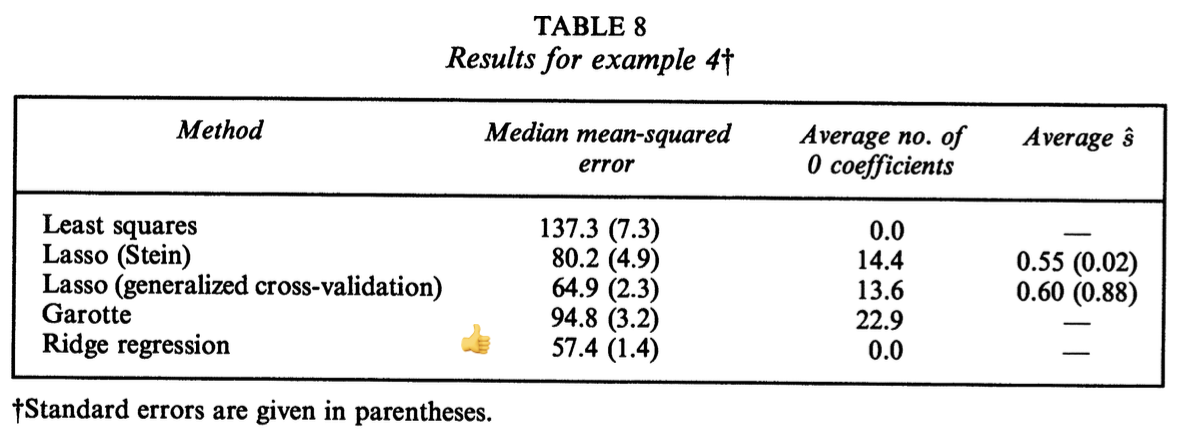 TABLE 8
Results for example 4†
Method Median mean-squared error Average no. of 0 coefficients Average ŝ
Least squares 137.3 (7.3) 0.0 —
Lasso (Stein) 80.2 (4.9) 14.4 0.55 (0.02)
Lasso (generalized cross-validation) 64.9 (2.3) 13.6 0.60 (0.88)
Garotte 94.8 (3.2) 22.9 —
Ridge regression 👍 57.4 (1.4) 0.0 —
†Standard errors are given in parentheses.